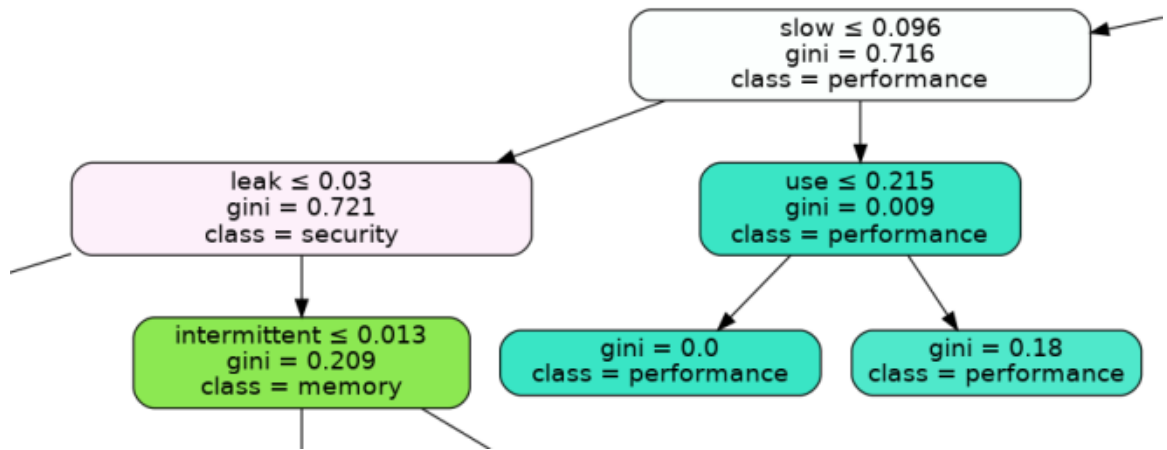 slow ≤ 0.096
gini = 0.716
class = performance
leak ≤ 0.03
gini = 0.721
class = security
use ≤ 0.215
gini = 0.009
class = performance
intermittent ≤ 0.013
gini = 0.209
class = memory
gini = 0.0
class = performance
gini = 0.18
class = performance